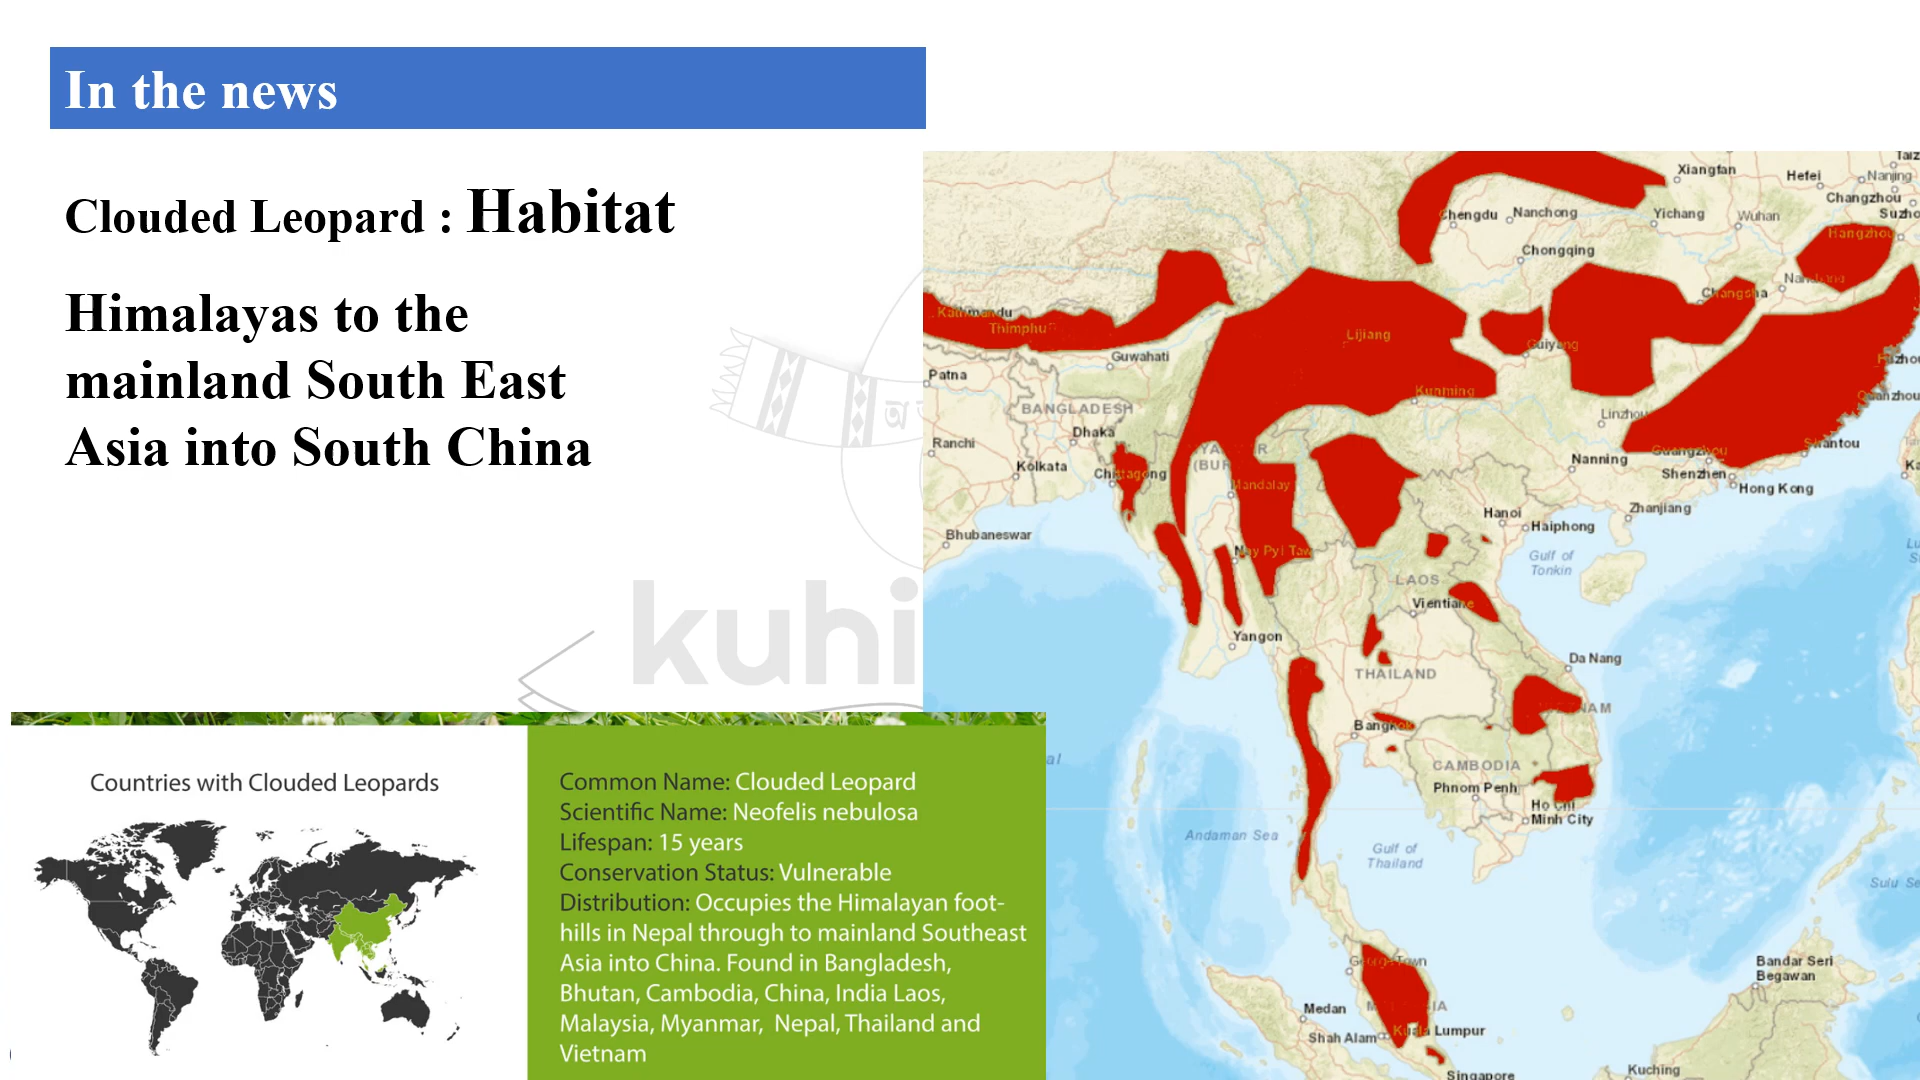 In the news
Clouded Leopard : Habitat
Himalayas to the
mainland South East
Asia into South China
kuhi
Countries with Clouded Leopards
Common Name: Clouded Leopard
Scientific Name: Neofelis nebulosa
Lifespan: 15 years
Conservation Status: Vulnerable
Distribution: Occupies the Himalayan foot-
hills in Nepal through to mainland Southeast
Asia into China. Found in Bangladesh,
Bhutan, Cambodia, China, India Laos,
Malaysia, Myanmar, Nepal, Thailand and
Vietnam
Xiangfan
Hefei
Nanjing
Changzhou
Chengdu
Nanchong
Yichang
Wuhan
Chongqing
Hangzhou
Changsha
Kathmandu
Thimphu
Lijiang
Guiyang
Guwahati
Patna
Kunming
BANGLADESH
Linzhou
Dhaka
Ranchi
Kolkata
Chittagong
Guangzhou
Shantou
Nanning
Shenzhen
Hong Kong
Mandalay
Zhanjiang
Hanoi
Haiphong
Bhubaneswar
Nay Pyi Taw
Gulf of
Tonkin
LAOS
Vientiane
Yangon
Da Nang
THAILAND
Bangkok
CAMBODIA
Phnom Penh
Ho Chi
Minh City
Andaman Sea
Gulf of
Thailand
George Town
Bandar Seri
Begawan
Medan
MALAYSIA
Shah Alam
Kuala Lumpur
Singapore
Kuching